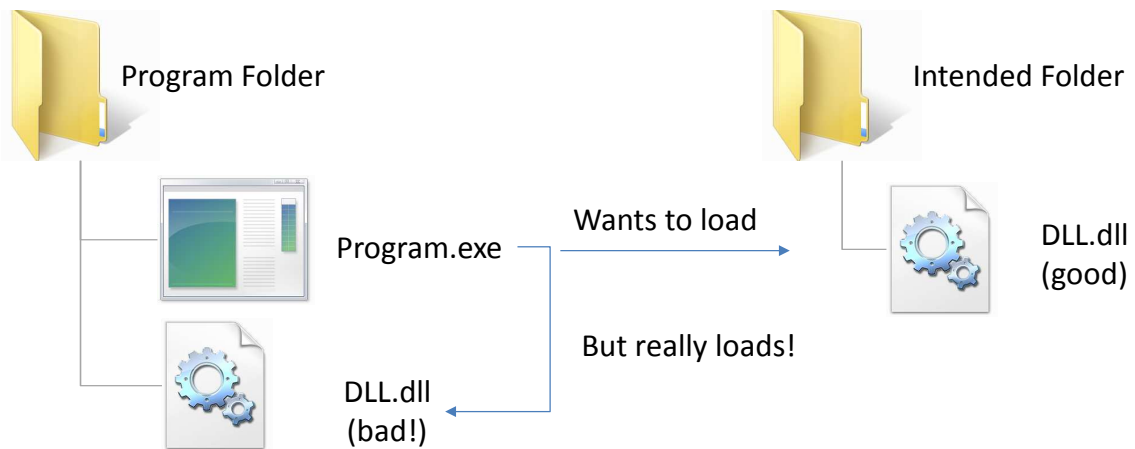 Program Folder
Intended Folder
Program.exe
Wants to load
DLL.dll
(good)
But really loads!
DLL.dll
(bad!)